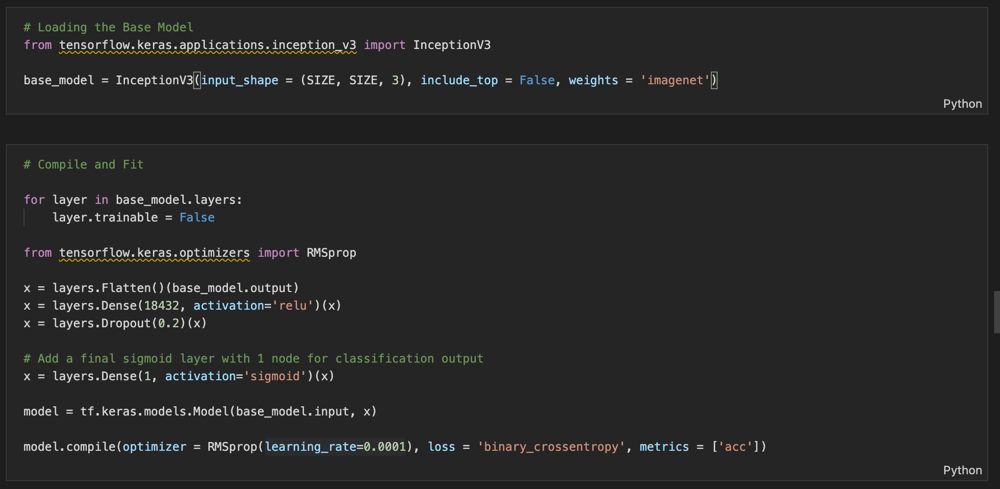 # Loading the Base Model
from tensorflow.keras.applications.inception_v3 import InceptionV3
base_model = InceptionV3(input_shape = (SIZE, SIZE, 3), include_top = False, weights = 'imagenet')
Python
# Compile and Fit
for layer in base_model.layers:
    layer.trainable = False
from tensorflow.keras.optimizers import RMSprop
x = layers.Flatten()(base_model.output)
x = layers.Dense(18432, activation='relu')(x)
x = layers.Dropout(0.2)(x)
# Add a final sigmoid layer with 1 node for classification output
x = layers.Dense(1, activation='sigmoid')(x)
model = tf.keras.models.Model(base_model.input, x)
model.compile(optimizer = RMSprop(learning_rate=0.0001), loss = 'binary_crossentropy', metrics = ['acc'])
Python